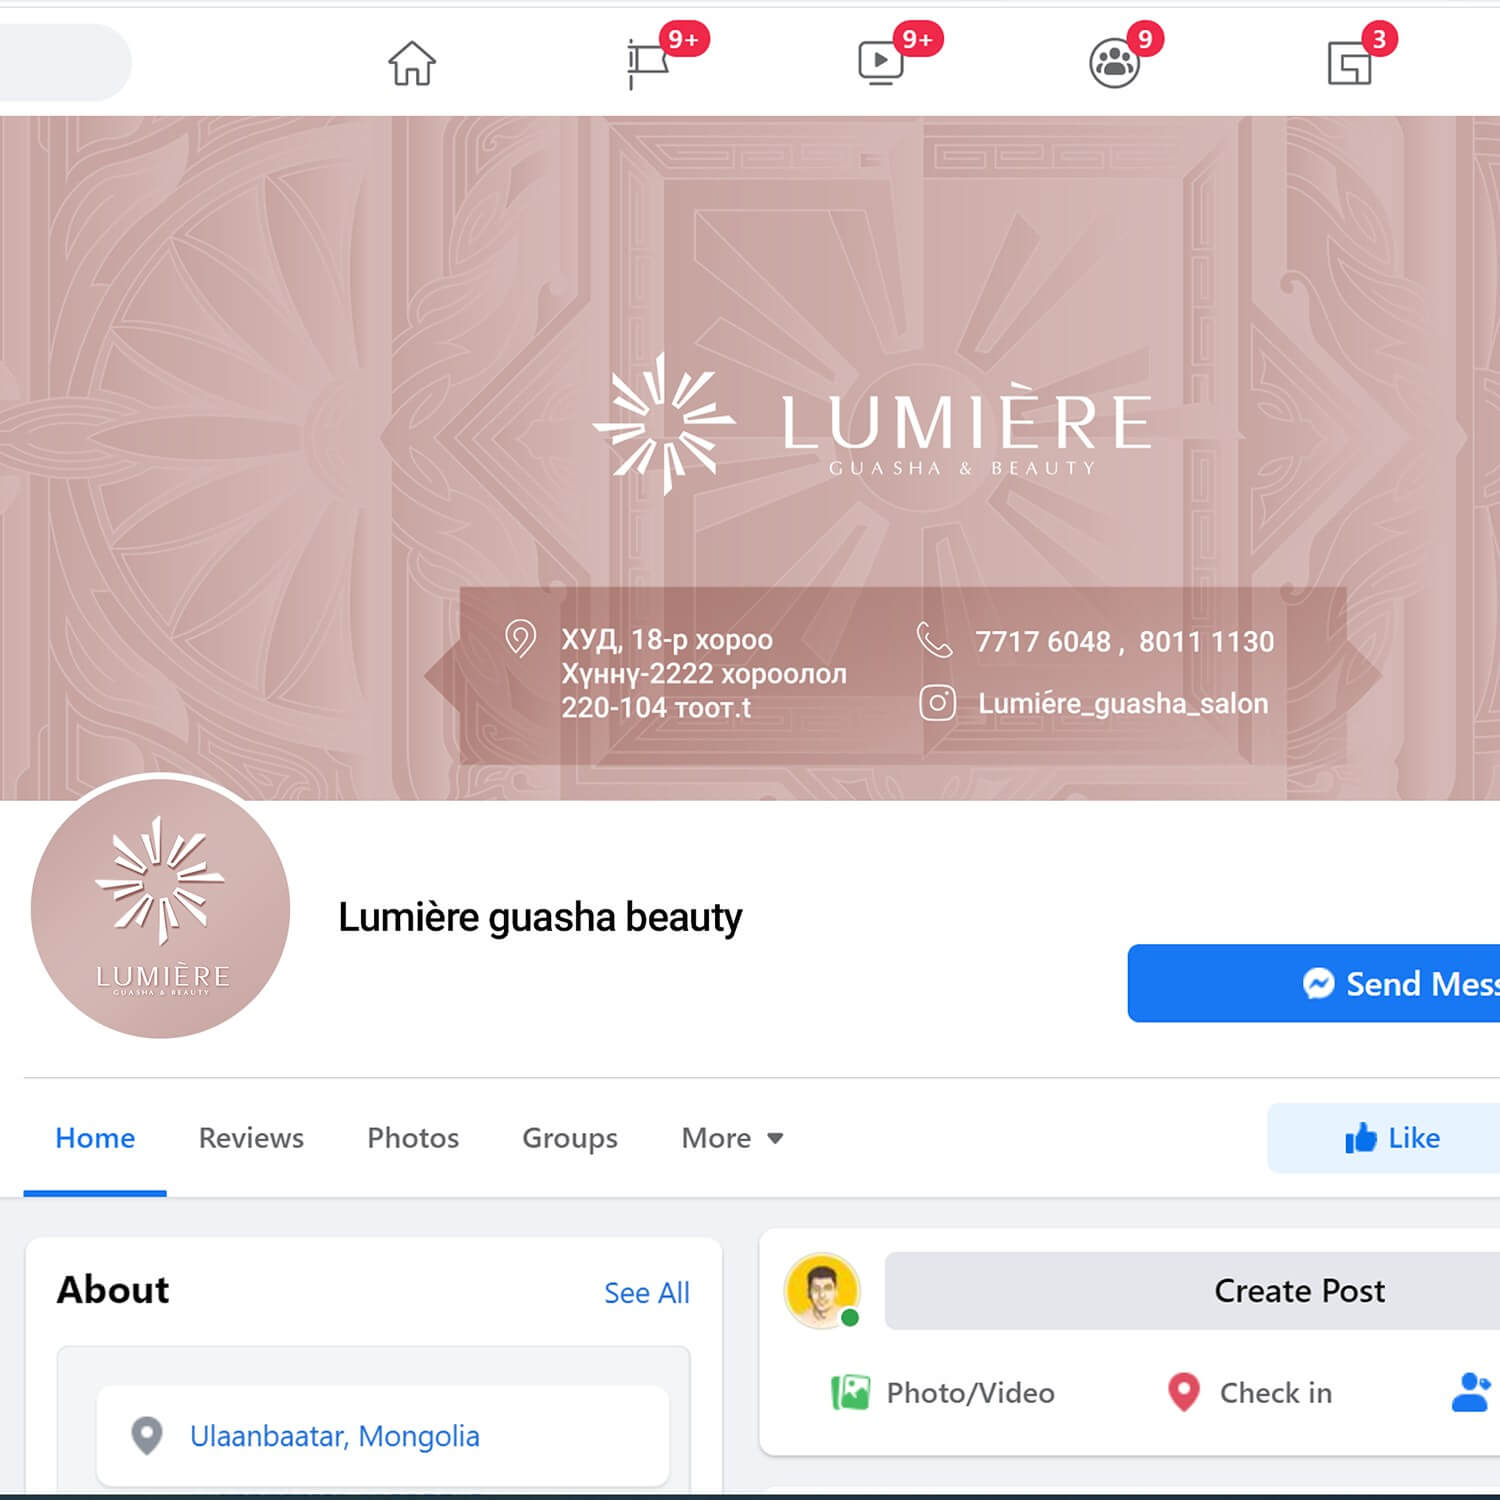 9+
9+
9
3
LUMIÈRE
GUASHA & BEAUTY
ХУД, 18-р хороо
Хүннү-2222 хороолол
220-104 тоот.t
7717 6048 , 8011 1130
Lumiére_guasha_salon
LUMIÈRE
GUASHA & BEAUTY
Lumière guasha beauty
Send Mess
Home
Reviews
Photos
Groups
More
Like
About
See All
Ulaanbaatar, Mongolia
Create Post
Photo/Video
Check in